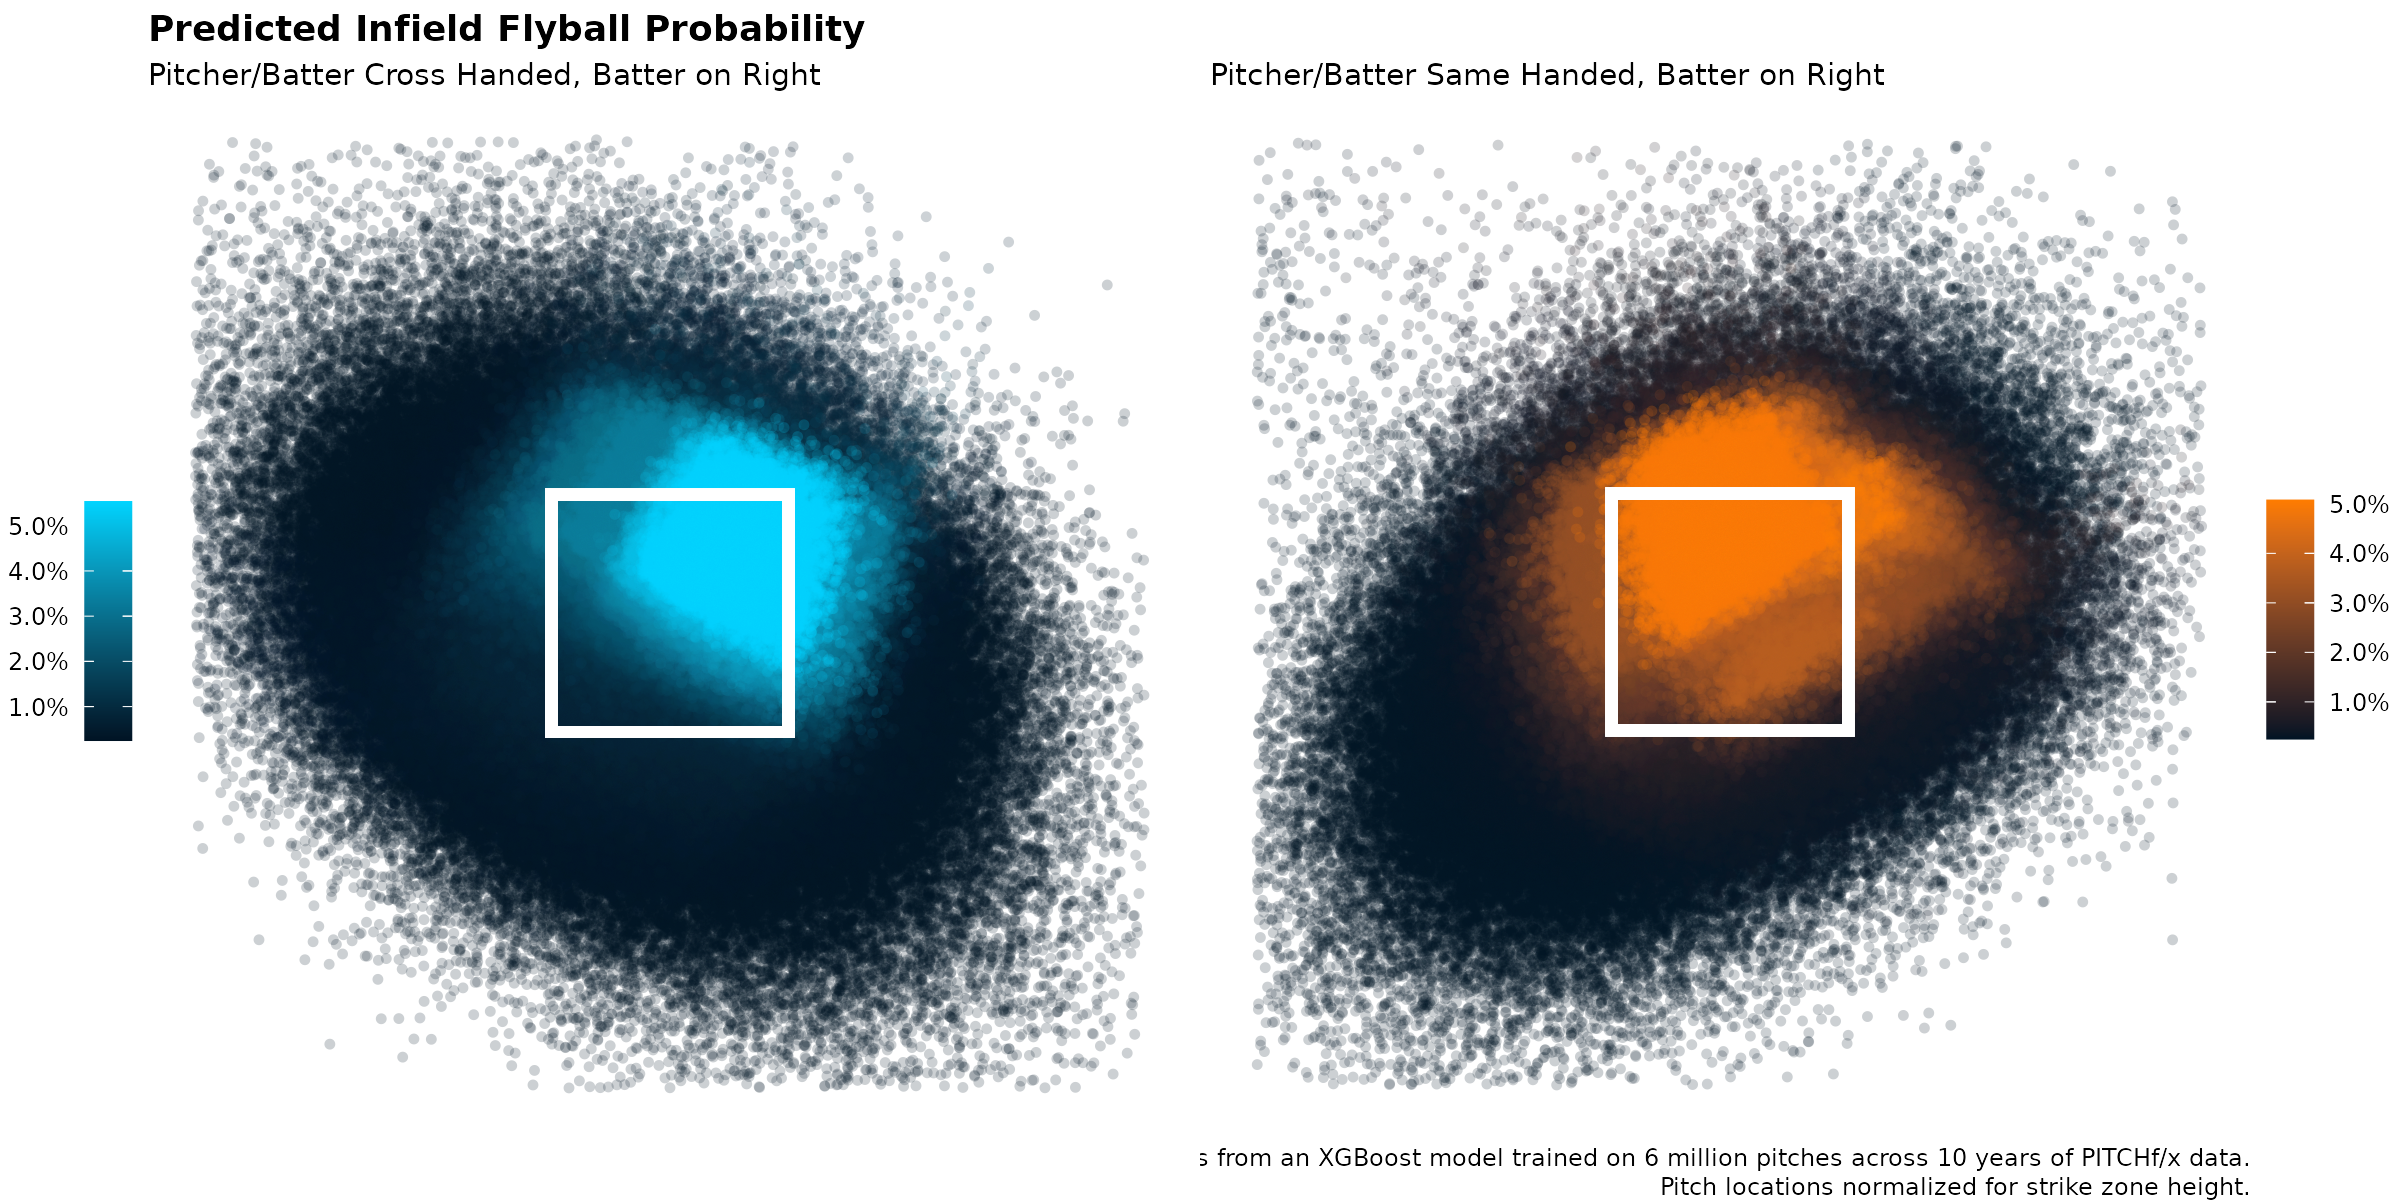 Predicted Infield Flyball Probability
Pitcher/Batter Cross Handed, Batter on Right
Pitcher/Batter Same Handed, Batter on Right
5.0%
4.0%
3.0%
2.0%
1.0%
5.0%
4.0%
3.0%
2.0%
1.0%
s from an XGBoost model trained on 6 million pitches across 10 years of PITCHf/x data.
Pitch locations normalized for strike zone height.